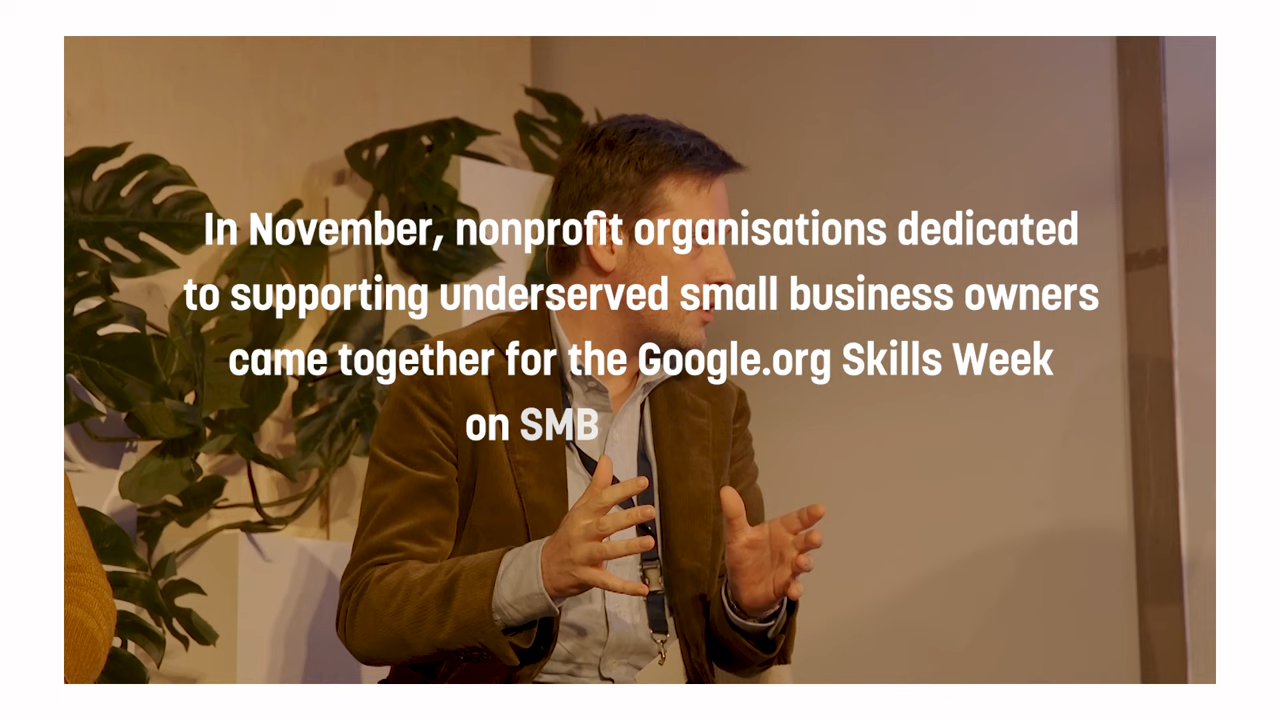 In November, nonprofit organisations dedicated
to supporting underserved small business owners
came together for the Google.org Skills Week
on SMB